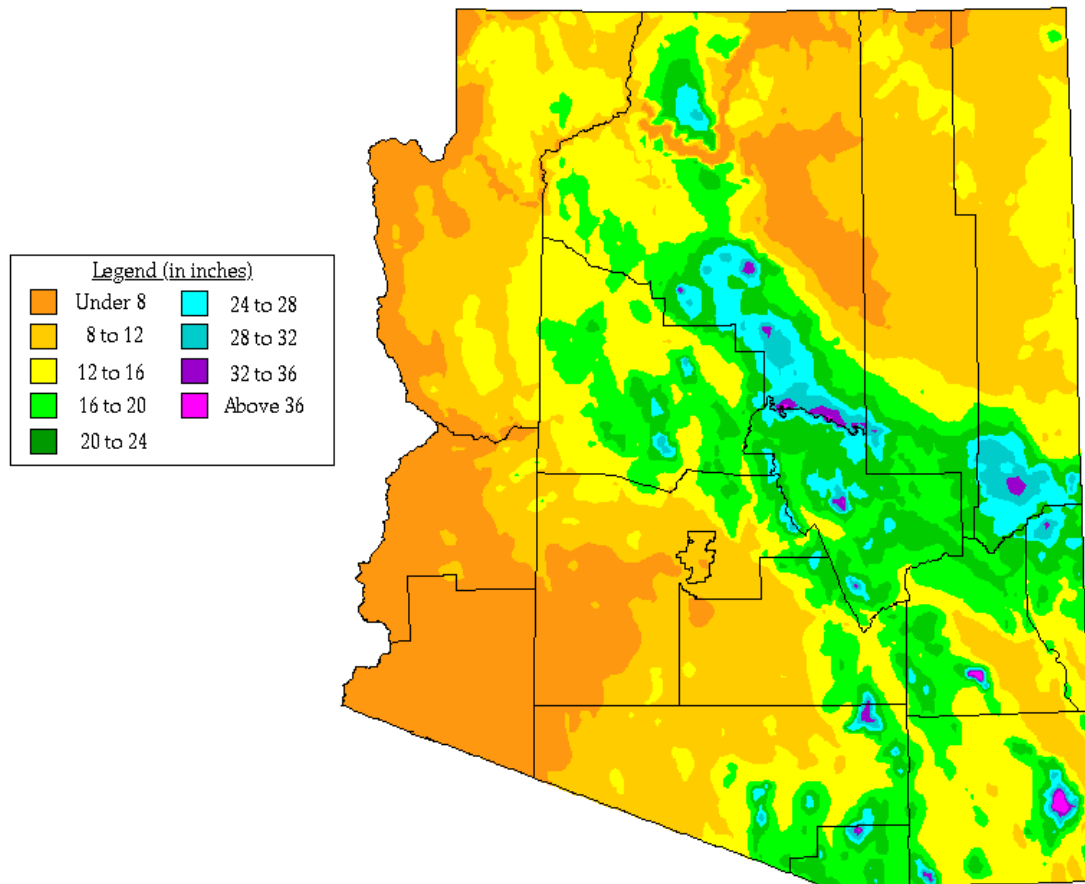 Legend (in inches)
Under 8
8 to 12
12 to 16
16 to 20
20 to 24
24 to 28
28 to 32
32 to 36
Above 36